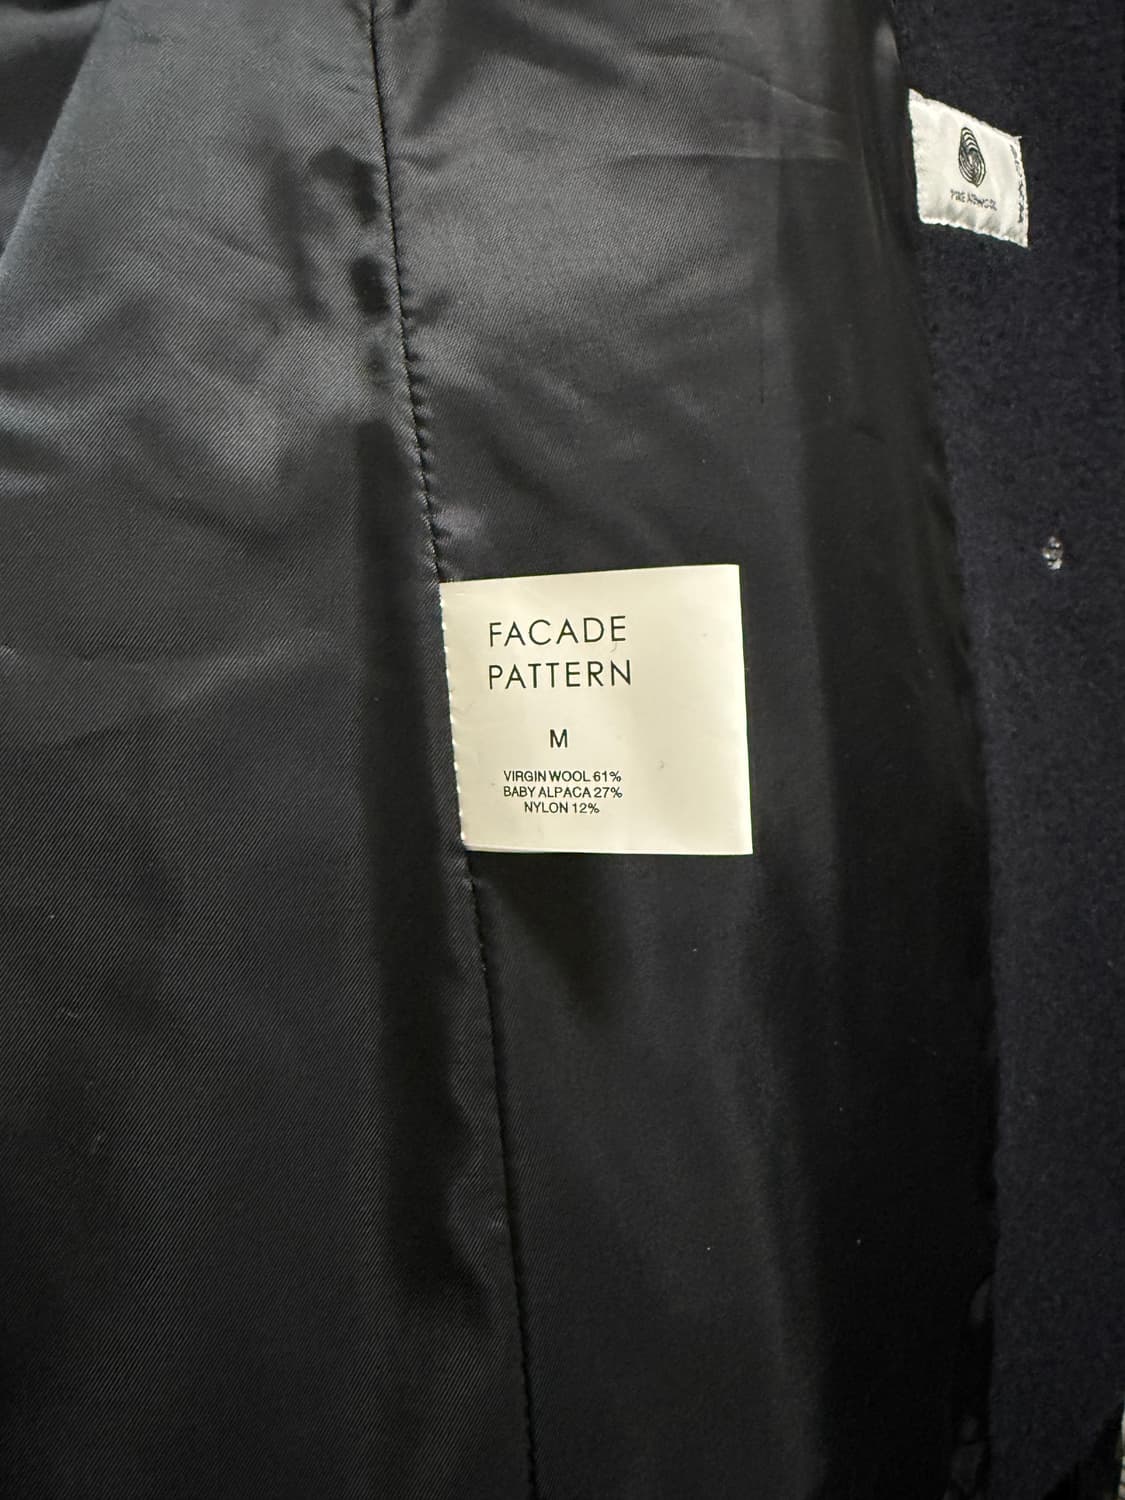 FACADE
PATTERN
M
VIRGIN WOOL 61%
BABY ALPACA 27%
NYLON 12%